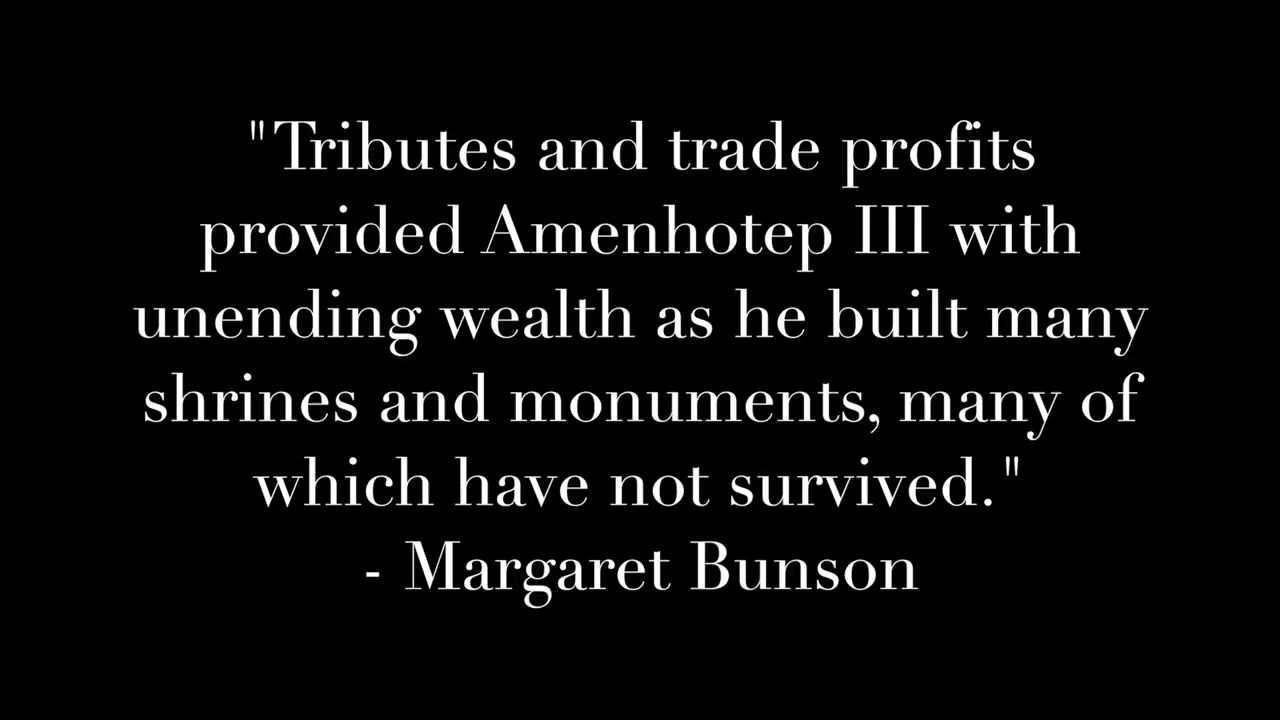 "Tributes and trade profits
provided Amenhotep III with
unending wealth as he built many
shrines and monuments, many of
which have not survived."
- Margaret Bunson